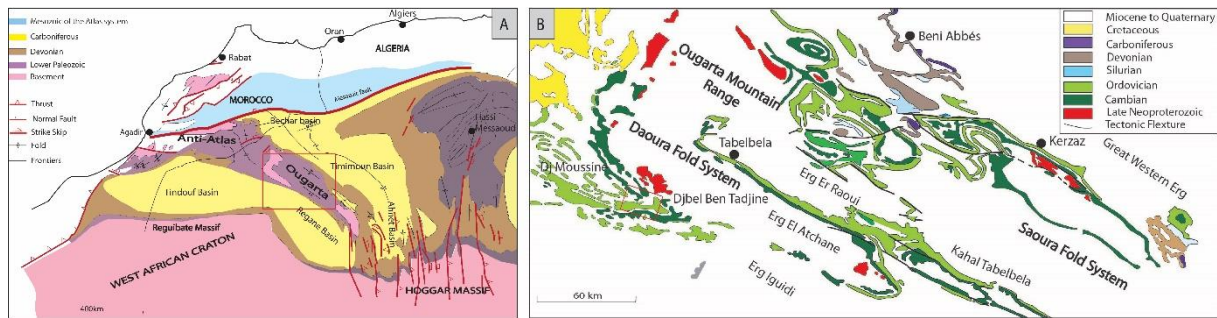 A
Mesozoic of the Atlas system
Carboniferous
Devonian
Lower Paleozoic
Basement
Thrust
Normal Fault
Strike Skip
Fold
Frontiers
Algiers
Oran
ALGERIA
Rabat
MOROCCO
Agadir
Anti-Atlas
Bechar basin
Hassi
Messaoud
Ougarta
Timimoun Basin
Tindouf Basin
Reguibate Massif
Regane Basin
Ahnet Basin
WEST AFRICAN CRATON
HOGGAR MASSIF
400km
B
Miocene to Quaternary
Cretaceous
Carboniferous
Devonian
Silurian
Ordovician
Cambian
Late Neoproterozoic
Tectonic Flexture
Beni Abbés
Ougarta Mountain
Range
Kerzaz
Great Western Erg
Daoura Fold System
Tabelbela
Dj Moussine
Djbel Ben Tadjine
Erg Er Raoui
Erg El Atchane
Erg Iguidi
Kahal Tabelbela
Saoura Fold System
60 km